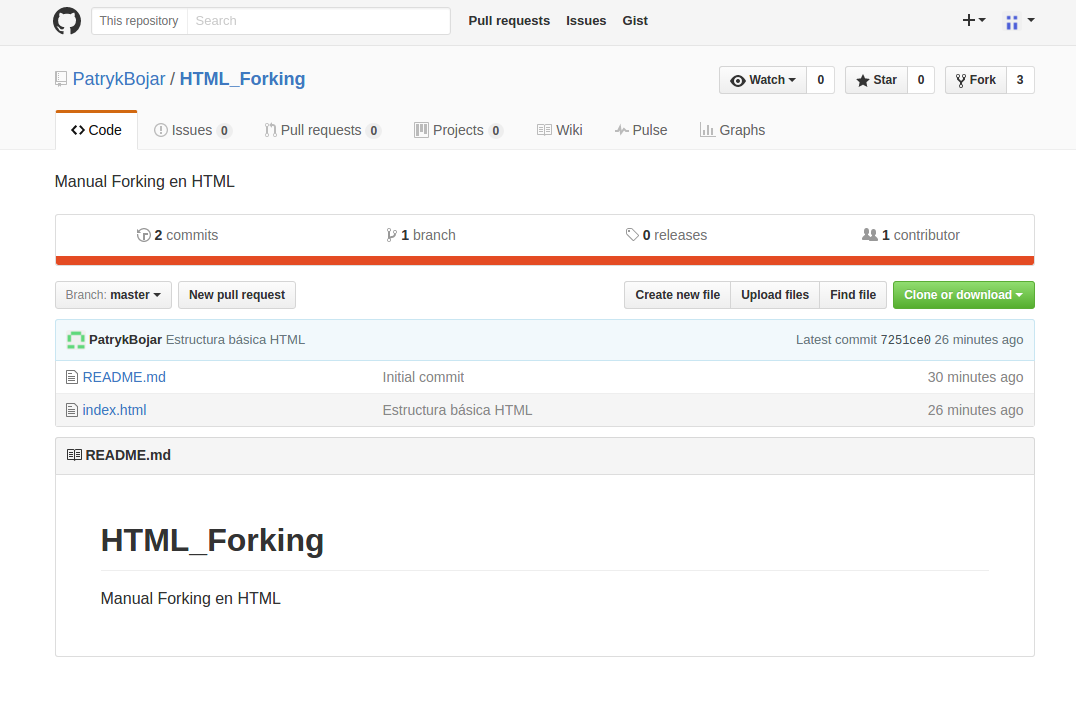 This repository Search Pull requests Issues Gist
PatrykBojar / HTML_Forking Watch 0 Star 0 Fork 3
Code Issues 0 Pull requests 0 Projects 0 Wiki Pulse Graphs
Manual Forking en HTML
2 commits 1 branch 0 releases 1 contributor
Branch: master New pull request Create new file Upload files Find file Clone or download
PatrykBojar Estructura básica HTML Latest commit 7251ce0 26 minutes ago
README.md Initial commit 30 minutes ago
index.html Estructura básica HTML 26 minutes ago
README.md
HTML_Forking
Manual Forking en HTML